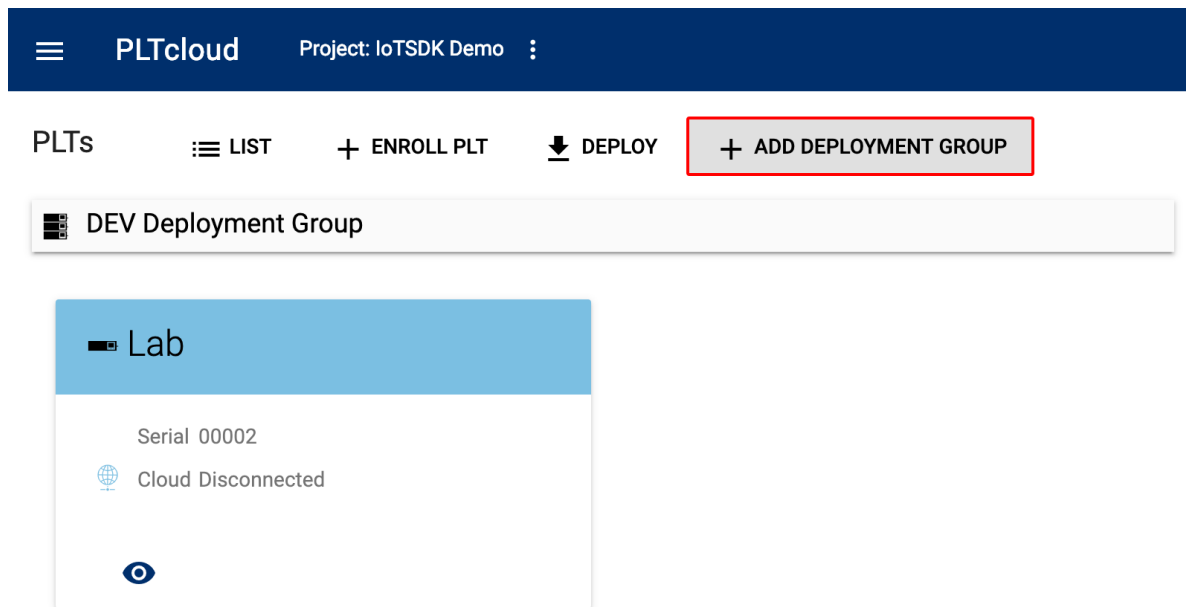 PLTcloud Project: IoTSDK Demo
PLTs LIST ENROLL PLT DEPLOY ADD DEPLOYMENT GROUP
DEV Deployment Group
Lab
Serial 00002
Cloud Disconnected